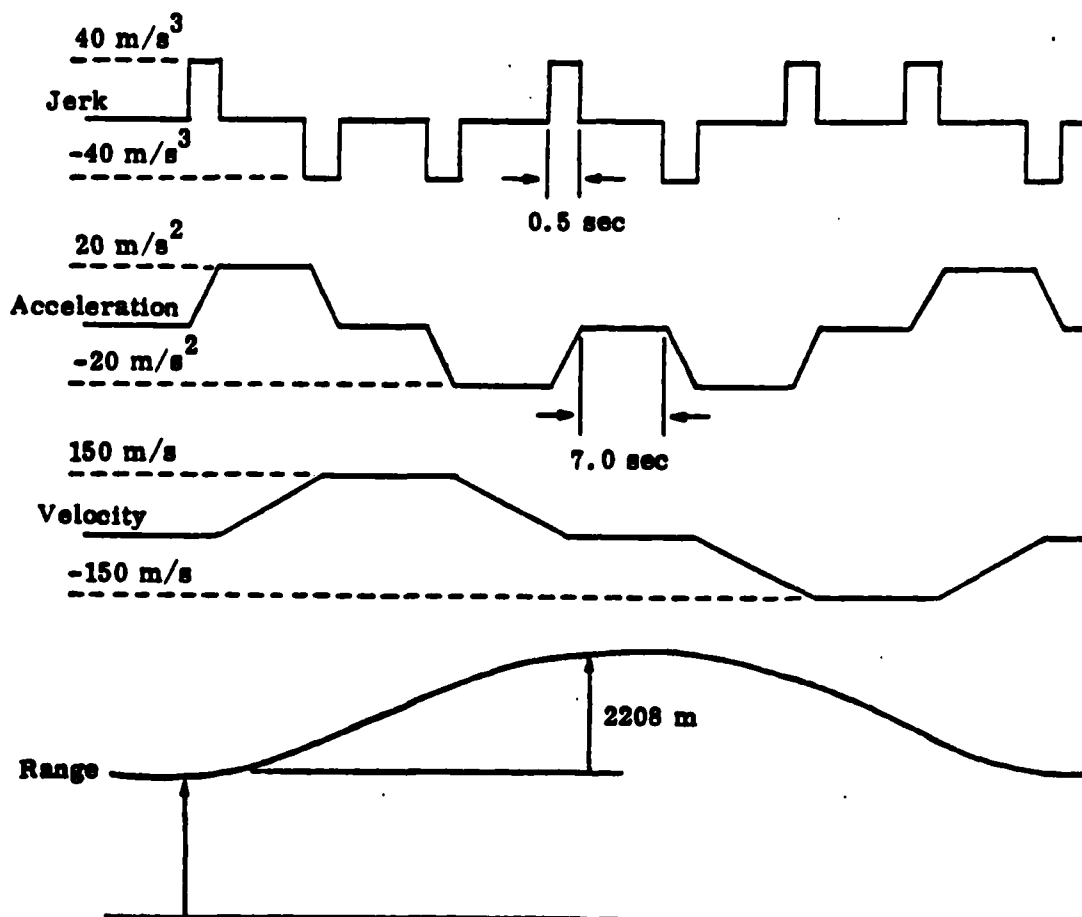 40 m/s³
Jerk
-40 m/s³
0.5 sec
20 m/s²
Acceleration
-20 m/s²
7.0 sec
150 m/s
Velocity
-150 m/s
2208 m
Range